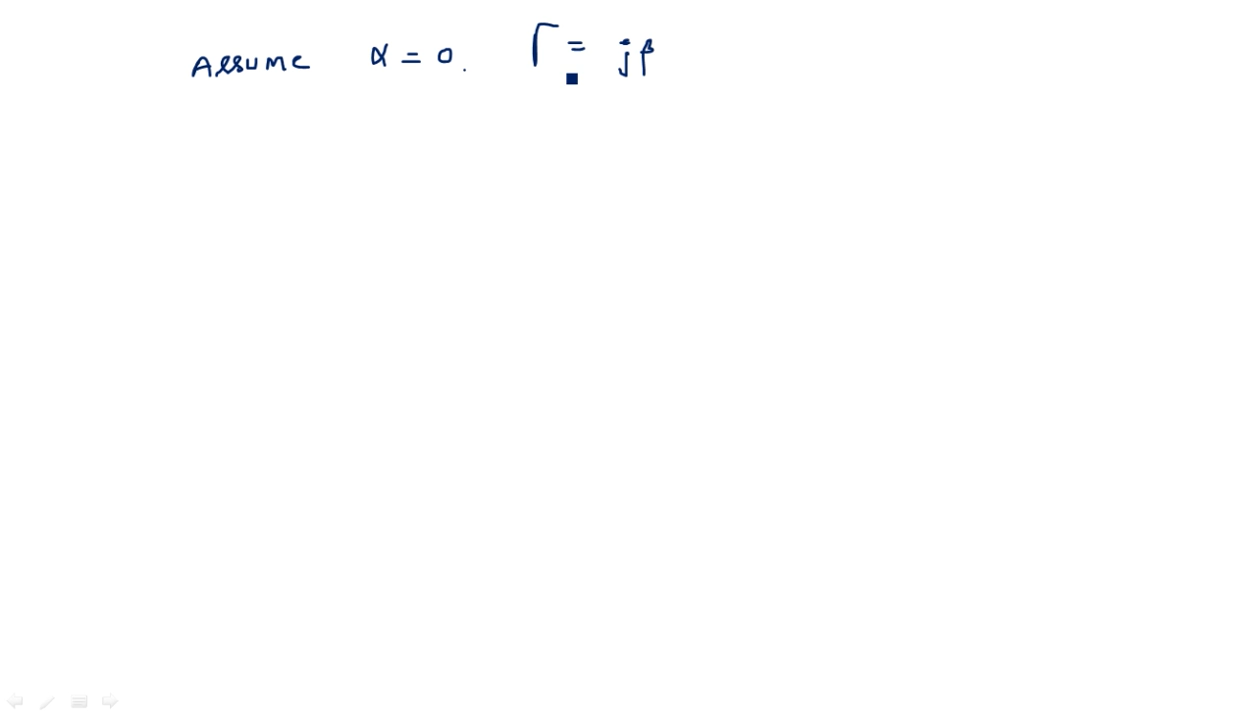 Assume α = 0. Γ = jβ